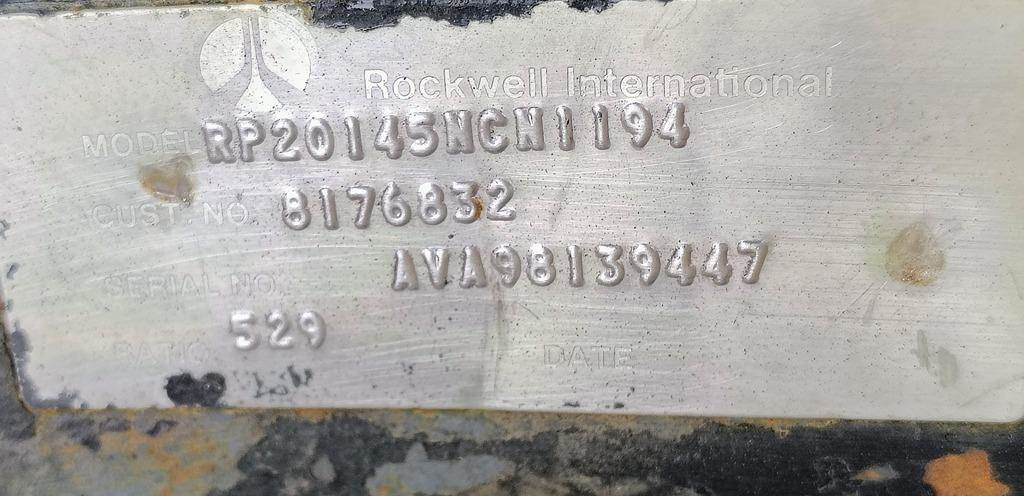 Rockwell International
MODEL RP20145NCN1194
CUST. NO. 8176832
SERIAL NO. AVA98139447
RATIO 529 DATE